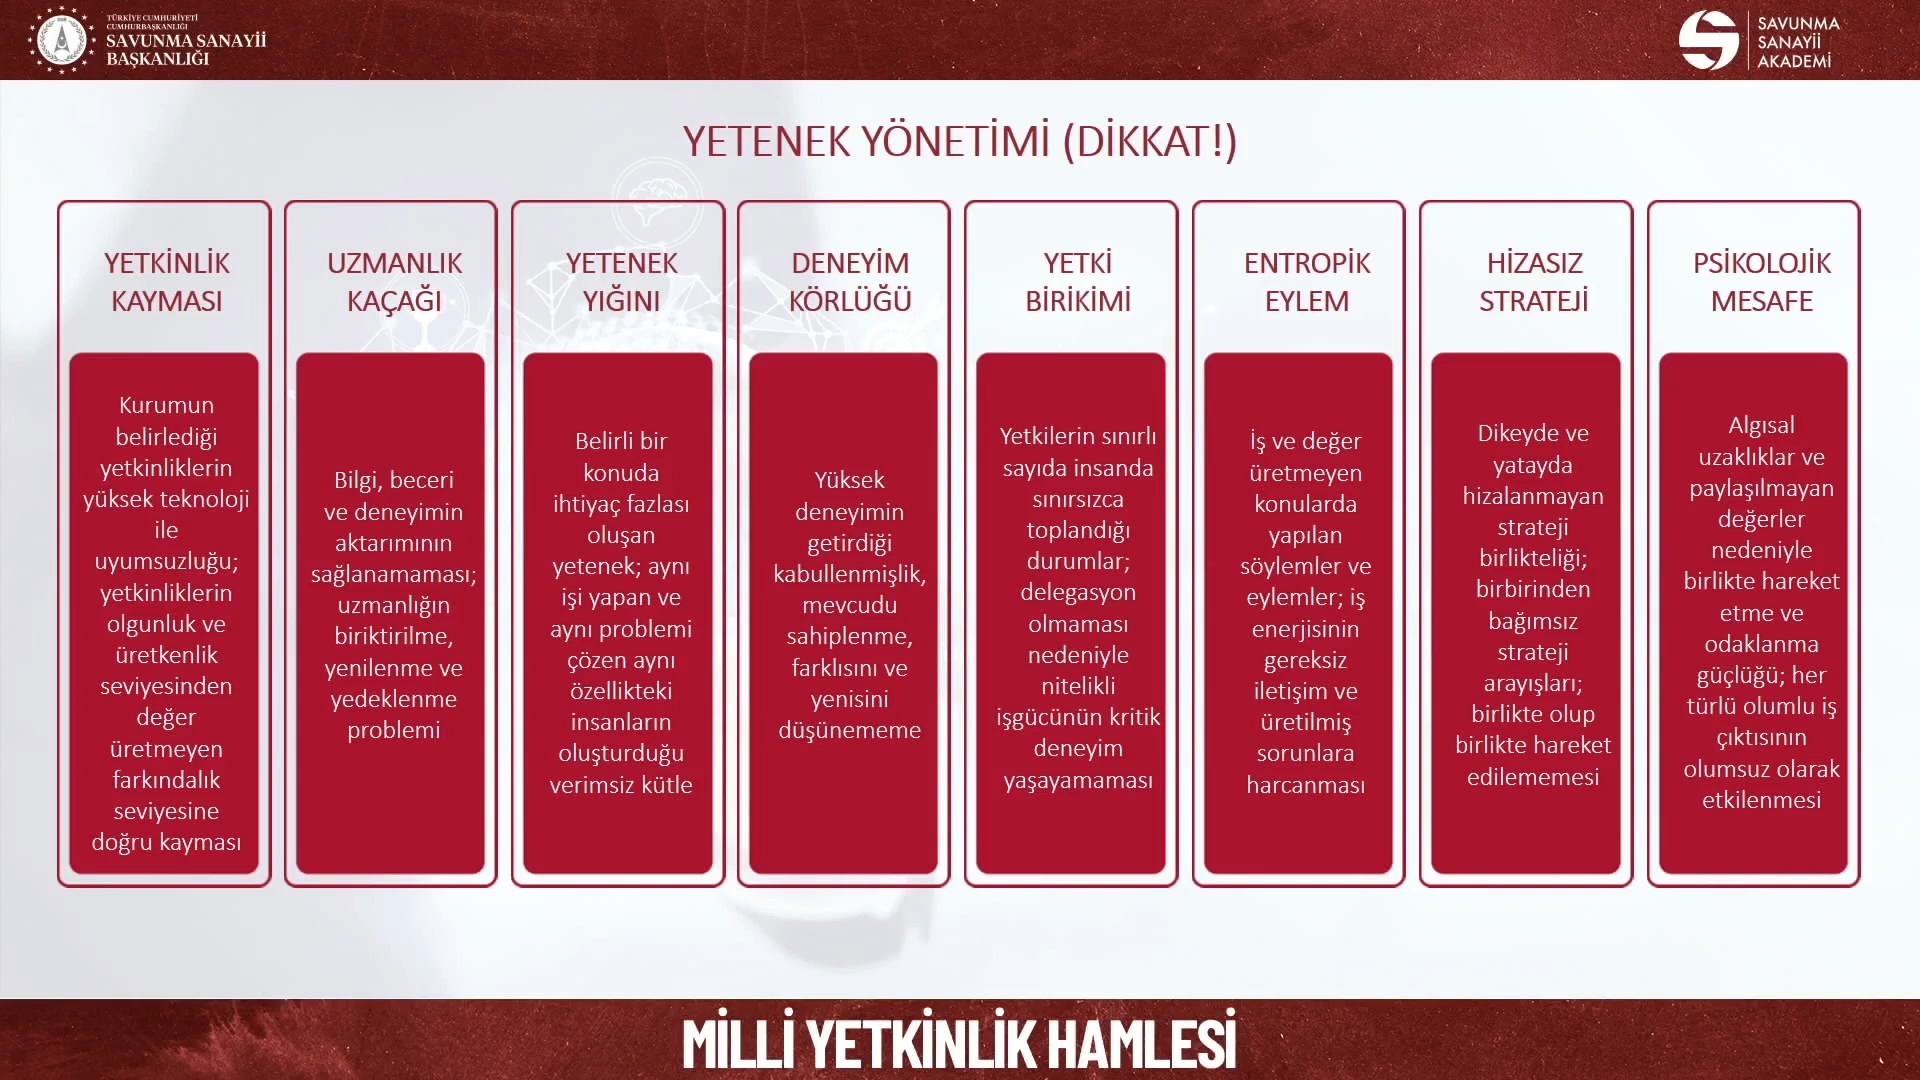 TÜRKİYE CUMHURİYETİ
CUMHURBAŞKANLIĞI
SAVUNMA SANAYİİ
BAŞKANLIĞI
SAVUNMA
SANAYİİ
AKADEMİ
YETENEK YÖNETİMİ (DİKKAT!)
YETKİNLİK
KAYMASI
Kurumun
belirlediği
yetkinliklerin
yüksek teknoloji
ile
uyumsuzluğu;
yetkinliklerin
olgunluk ve
üretkenlik
seviyesinden
değer
üretmeyen
farkındalık
seviyesine
doğru kayması
UZMANLIK
KAÇAĞI
Bilgi, beceri
ve deneyimin
aktarımının
sağlanamaması;
uzmanlığın
biriktirilme,
yenilenme ve
yedeklenme
problemi
YETENEK
YIĞINI
Belirli bir
konuda
ihtiyaç fazlası
oluşan
yetenek; aynı
işi yapan ve
aynı problemi
çözen aynı
özellikteki
insanların
oluşturduğu
verimsiz kütle
DENEYİM
KÖRLÜĞÜ
Yüksek
deneyimin
getirdiği
kabullenmişlik,
mevcudu
sahiplenme,
farklısını ve
yenisini
düşünememe
YETKİ
BİRİKİMİ
Yetkilerin sınırlı
sayıda insanda
sınırsızca
toplandığı
durumlar;
delegasyon
olmaması
nedeniyle
nitelikli
işgücünün kritik
deneyim
yaşayamaması
ENTROPİK
EYLEM
İş ve değer
üretmeyen
konularda
yapılan
söylemler ve
eylemler; iş
enerjisinin
gereksiz
iletişim ve
üretilmiş
sorunlara
harcanması
HİZASIZ
STRATEJİ
Dikeyde ve
yatayda
hizalanmayan
strateji
birlikteliği;
birbirinden
bağımsız
strateji
arayışları;
birlikte olup
birlikte hareket
edilememesi
PSİKOLOJİK
MESAFE
Algısal
uzaklıklar ve
paylaşılmayan
değerler
nedeniyle
birlikte hareket
etme ve
odaklanma
güçlüğü; her
türlü olumlu iş
çıktısının
olumsuz olarak
etkilenmesi
MİLLİ YETKİNLİK HAMLESİ